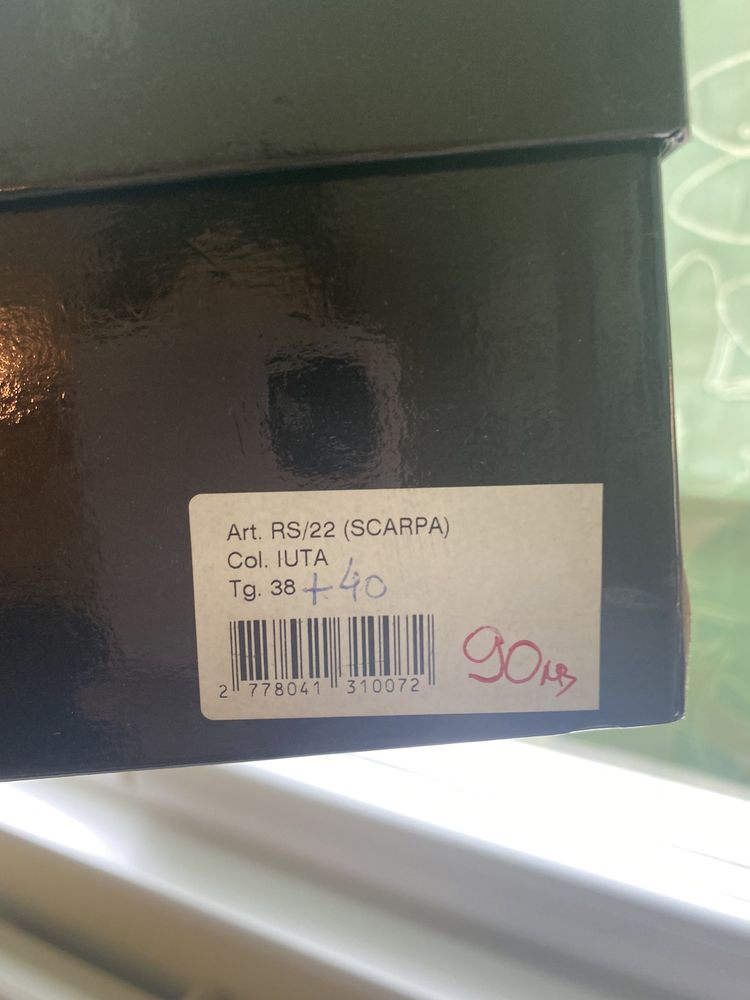 Art. RS/22 (SCARPA)
Col. IUTA
Tg. 38 +40
2 778041 310072
90лв